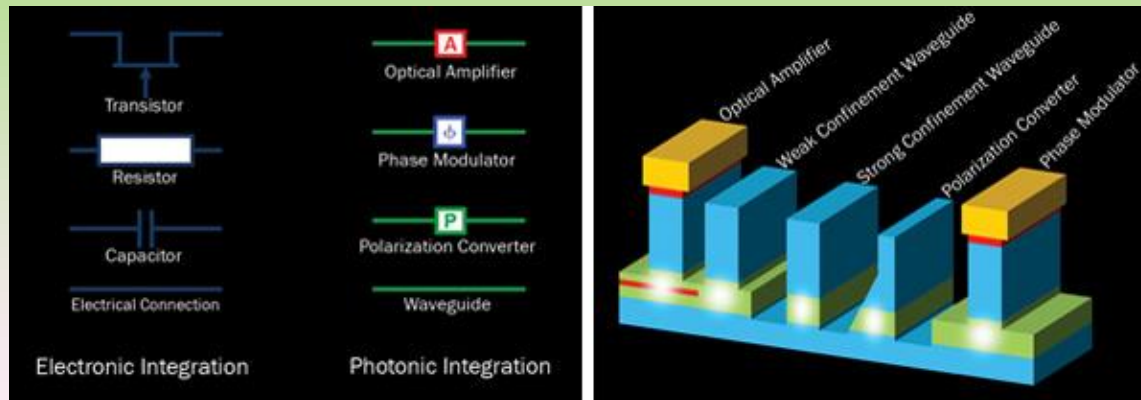 Transistor
Resistor
Capacitor
Electrical Connection
Electronic Integration
A
Optical Amplifier
ϕ
Phase Modulator
P
Polarization Converter
Waveguide
Photonic Integration
Optical Amplifier
Weak Confinement Waveguide
Strong Confinement Waveguide
Polarization Converter
Phase Modulator